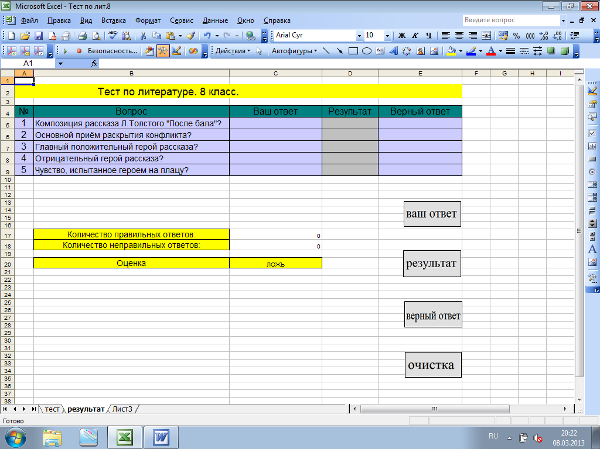 Microsoft Excel - Тест по лит.8
Файл Правка Вид Вставка Формат Сервис Данные Окно Справка Введите вопрос
Arial Cyr 10 Ж К Ч
Безопасность... Действия Автофигуры
A1 fx
A B C D E F G H I
Тест по литературе. 8 класс.
№ Вопрос Ваш ответ Результат Верный ответ
1 Композиция рассказа Л.Толстого "После бала"?
2 Основной приём раскрытия конфликта?
3 Главный положительный герой рассказа?
4 Отрицательный герой рассказа?
5 Чувство, испытанное героем на плацу?
ваш ответ
Количество правильных ответов 0
Количество неправильных ответов: 0
Оценка ложь
результат
верный ответ
очистка
тест результат Лист3
Готово
RU 20:22
08.03.2013